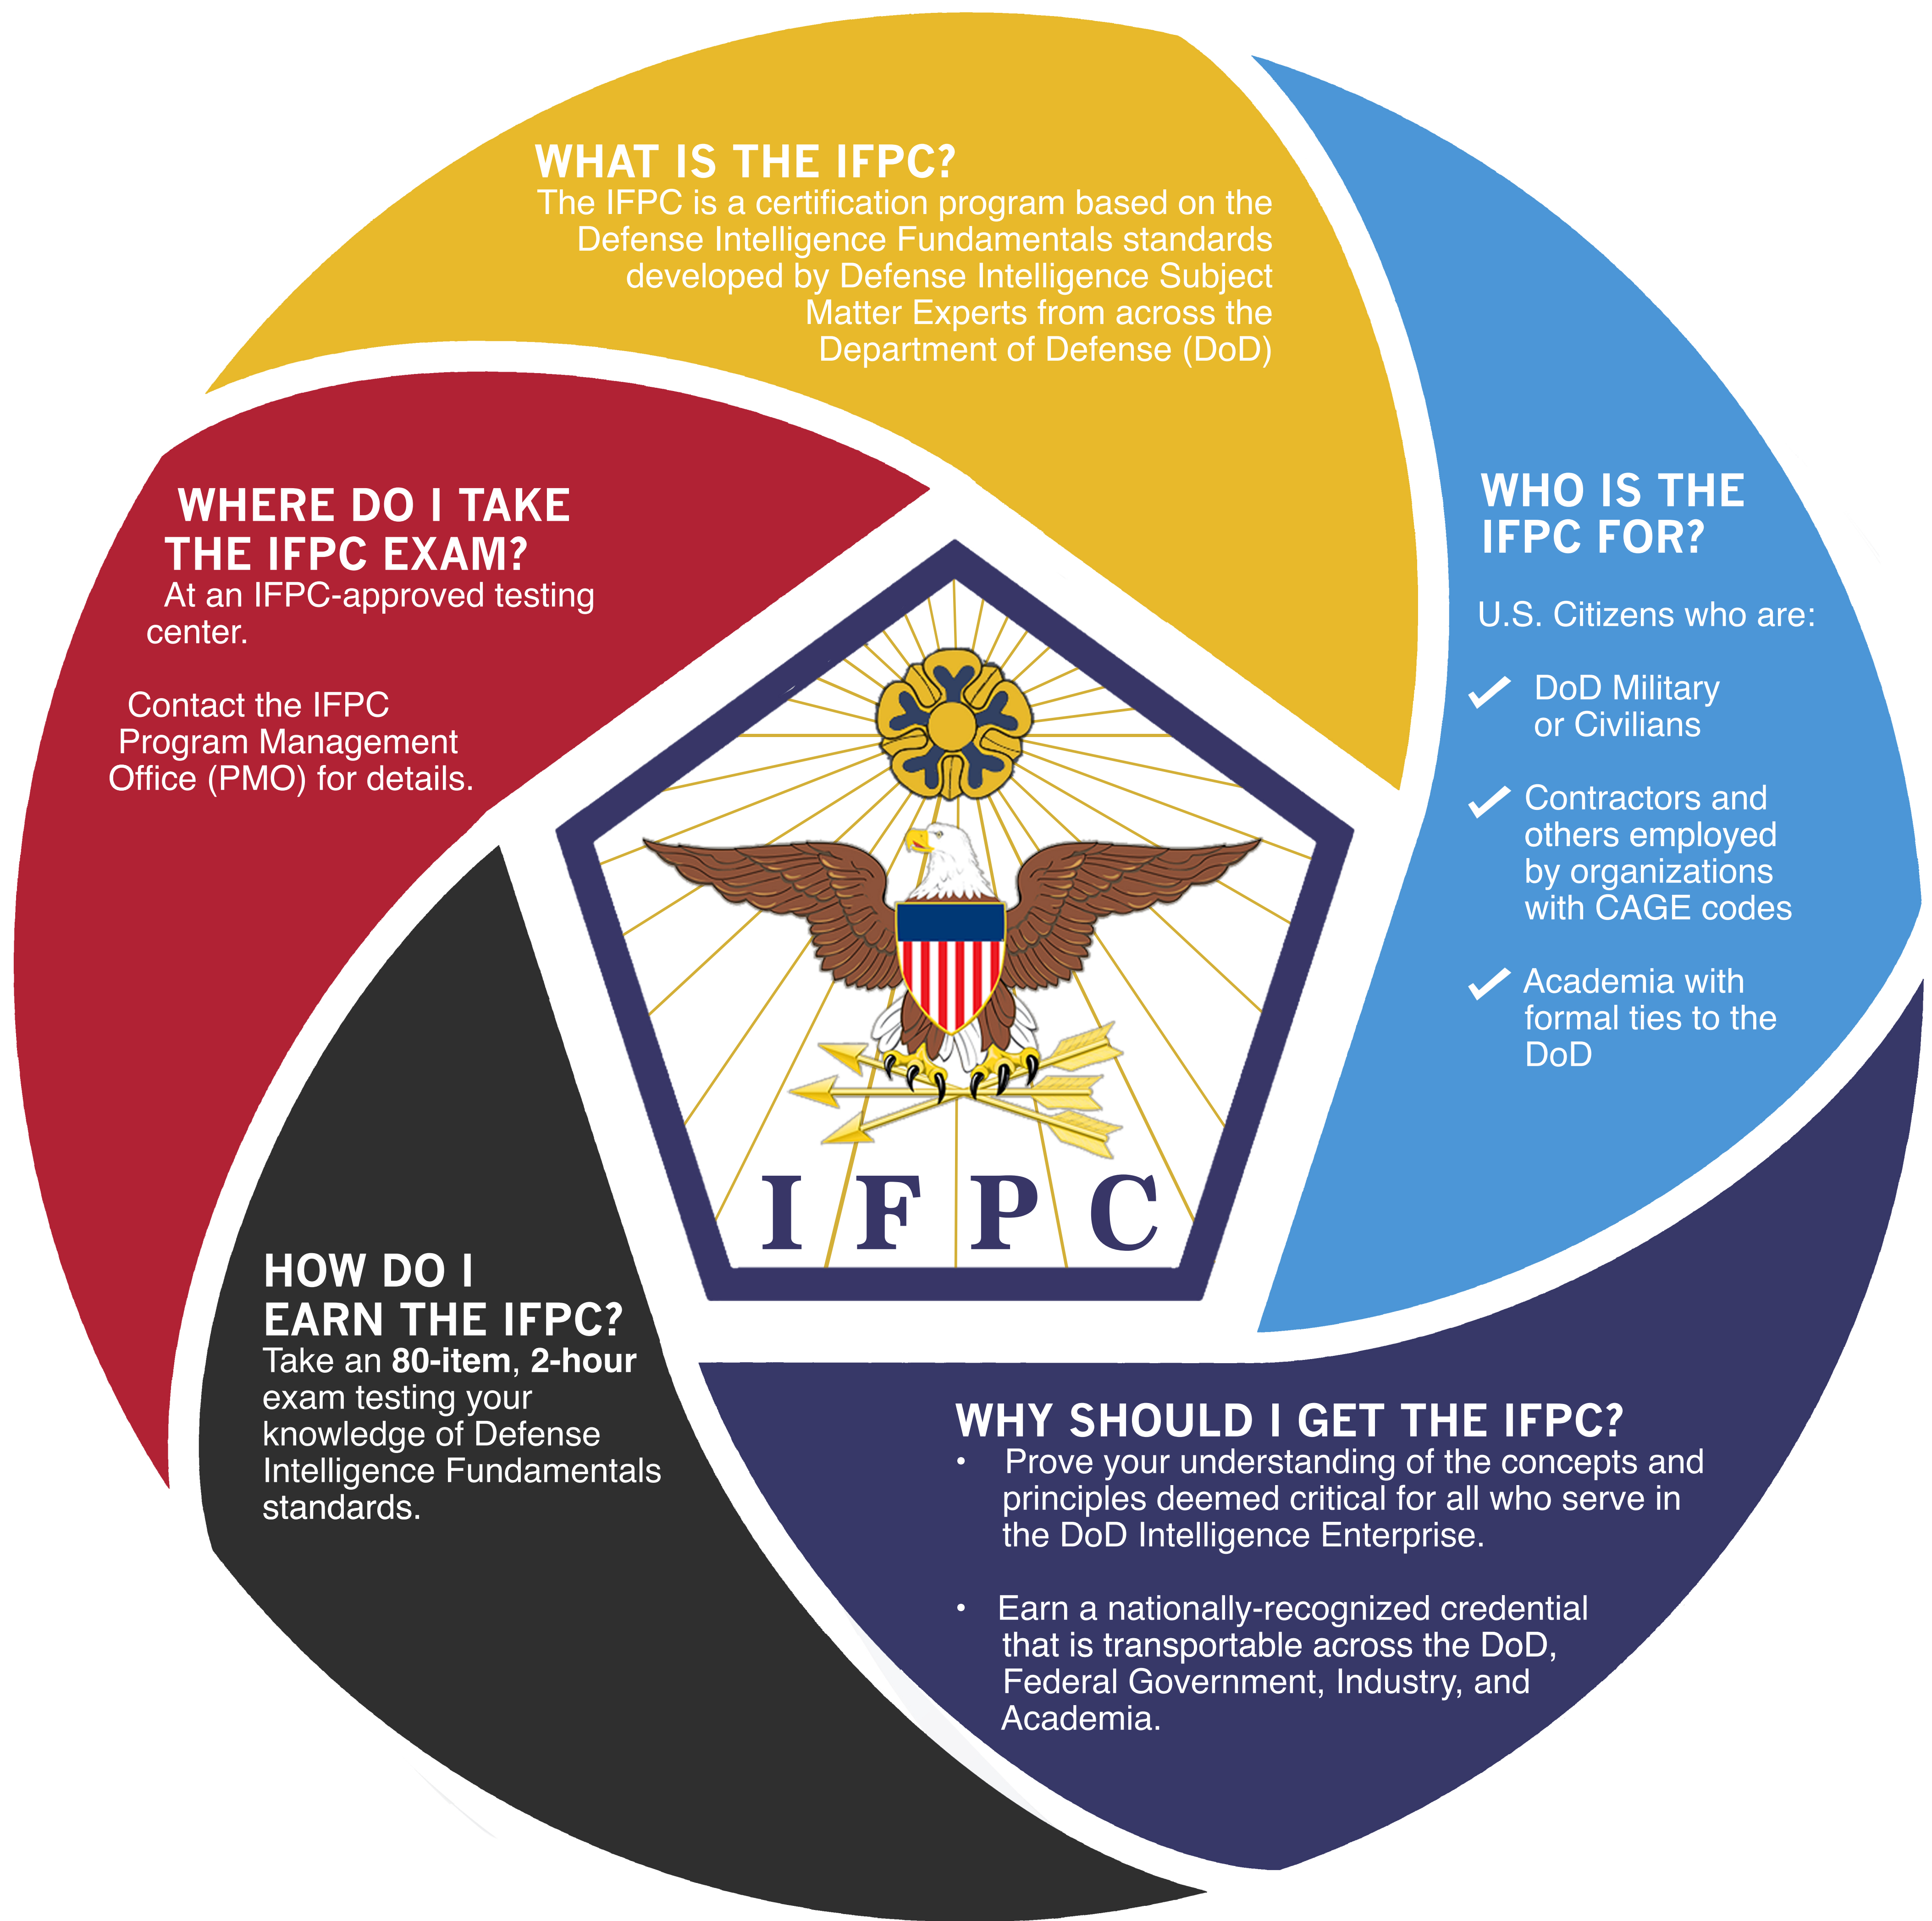 WHAT IS THE IFPC?
The IFPC is a certification program based on the
Defense Intelligence Fundamentals standards
developed by Defense Intelligence Subject
Matter Experts from across the
Department of Defense (DoD)
WHO IS THE
IFPC FOR?
U.S. Citizens who are:
DoD Military
or Civilians
Contractors and
others employed
by organizations
with CAGE codes
Academia with
formal ties to the
DoD
WHY SHOULD I GET THE IFPC?
• Prove your understanding of the concepts and
principles deemed critical for all who serve in
the DoD Intelligence Enterprise.
• Earn a nationally-recognized credential
that is transportable across the DoD,
Federal Government, Industry, and
Academia.
HOW DO I
EARN THE IFPC?
Take an 80-item, 2-hour
exam testing your
knowledge of Defense
Intelligence Fundamentals
standards.
WHERE DO I TAKE
THE IFPC EXAM?
At an IFPC-approved testing
center.
Contact the IFPC
Program Management
Office (PMO) for details.
I F P C